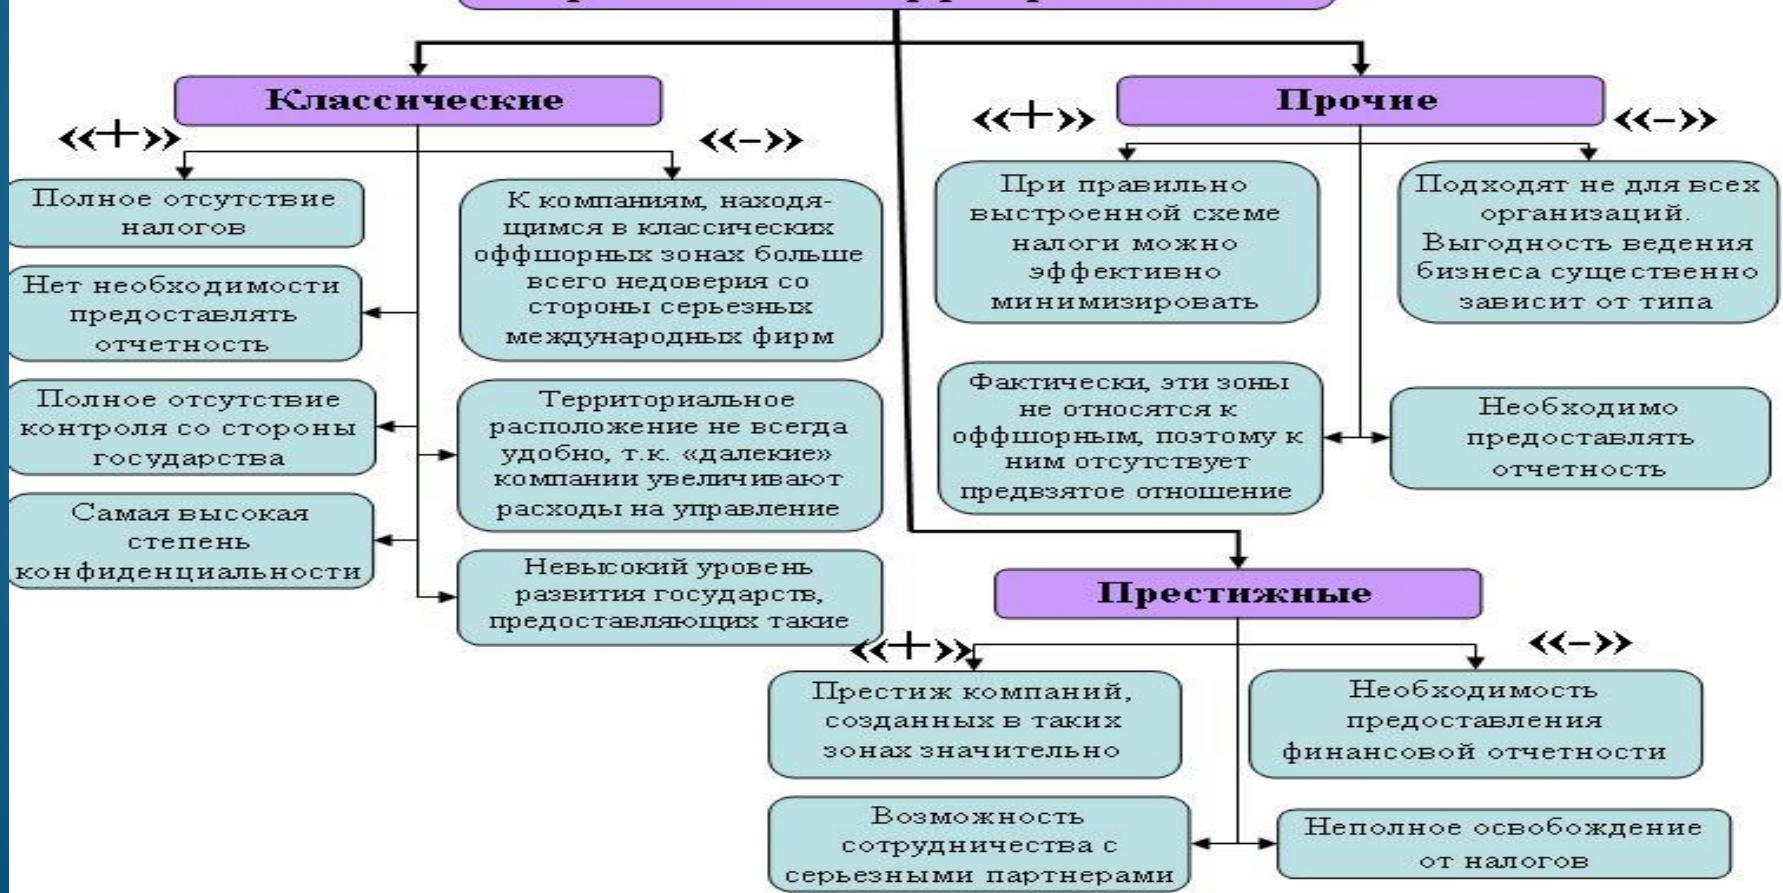 Классические
«+»
«-»
Полное отсутствие
налогов
Нет необходимости
предоставлять
отчетность
Полное отсутствие
контроля со стороны
государства
Самая высокая
степень
конфиденциальности
К компаниям, находя-
щимся в классических
оффшорных зонах больше
всего недоверия со
стороны серьезных
международных фирм
Территориальное
расположение не всегда
удобно, т.к. «далекие»
компании увеличивают
расходы на управление
Невысокий уровень
развития государств,
предоставляющих такие
Прочие
«+»
«-»
При правильно
выстроенной схеме
налоги можно
эффективно
минимизировать
Фактически, эти зоны
не относятся к
оффшорным, поэтому к
ним отсутствует
предвзятое отношение
Подходят не для всех
организаций.
Выгодность ведения
бизнеса существенно
зависит от типа
Необходимо
предоставлять
отчетность
Престижные
«+»
«-»
Престиж компаний,
созданных в таких
зонах значительно
Возможность
сотрудничества с
серьезными партнерами
Необходимость
предоставления
финансовой отчетности
Неполное освобождение
от налогов